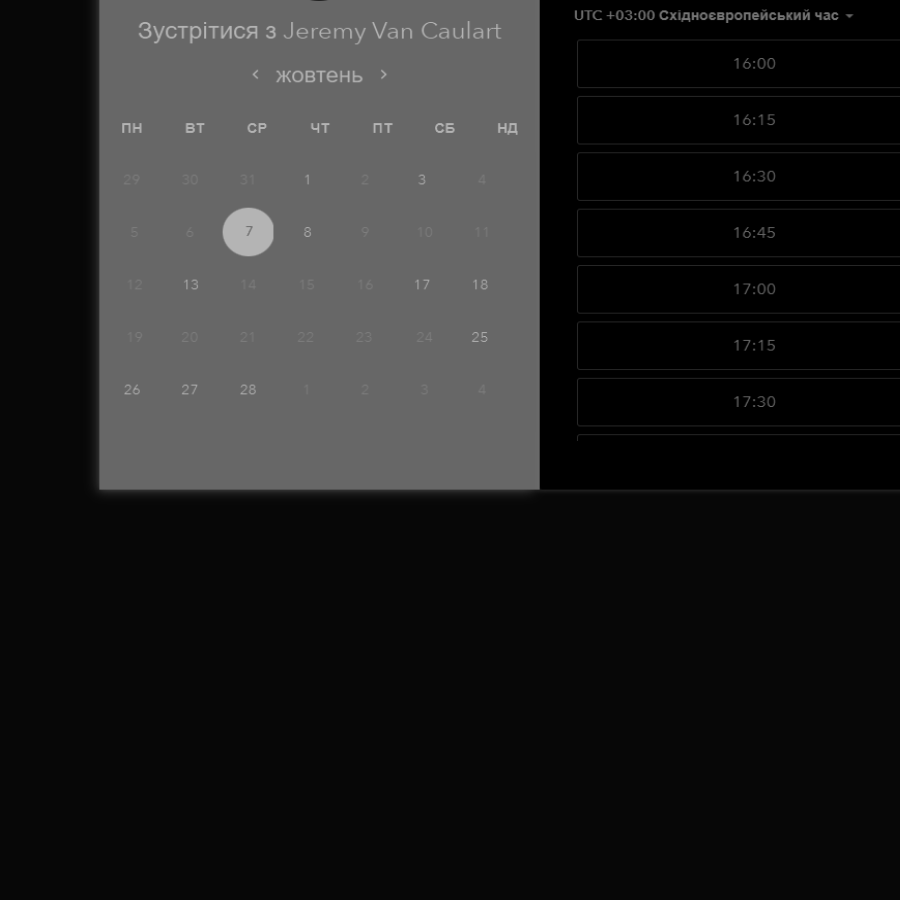 Зустрітися з Jeremy Van Caulart
‹ жовтень ›
ПН ВТ СР ЧТ ПТ СБ НД
29 30 31 1 2 3 4
5 6 7 8 9 10 11
12 13 14 15 16 17 18
19 20 21 22 23 24 25
26 27 28 1 2 3 4
UTC +03:00 Східноєвропейський час
16:00
16:15
16:30
16:45
17:00
17:15
17:30